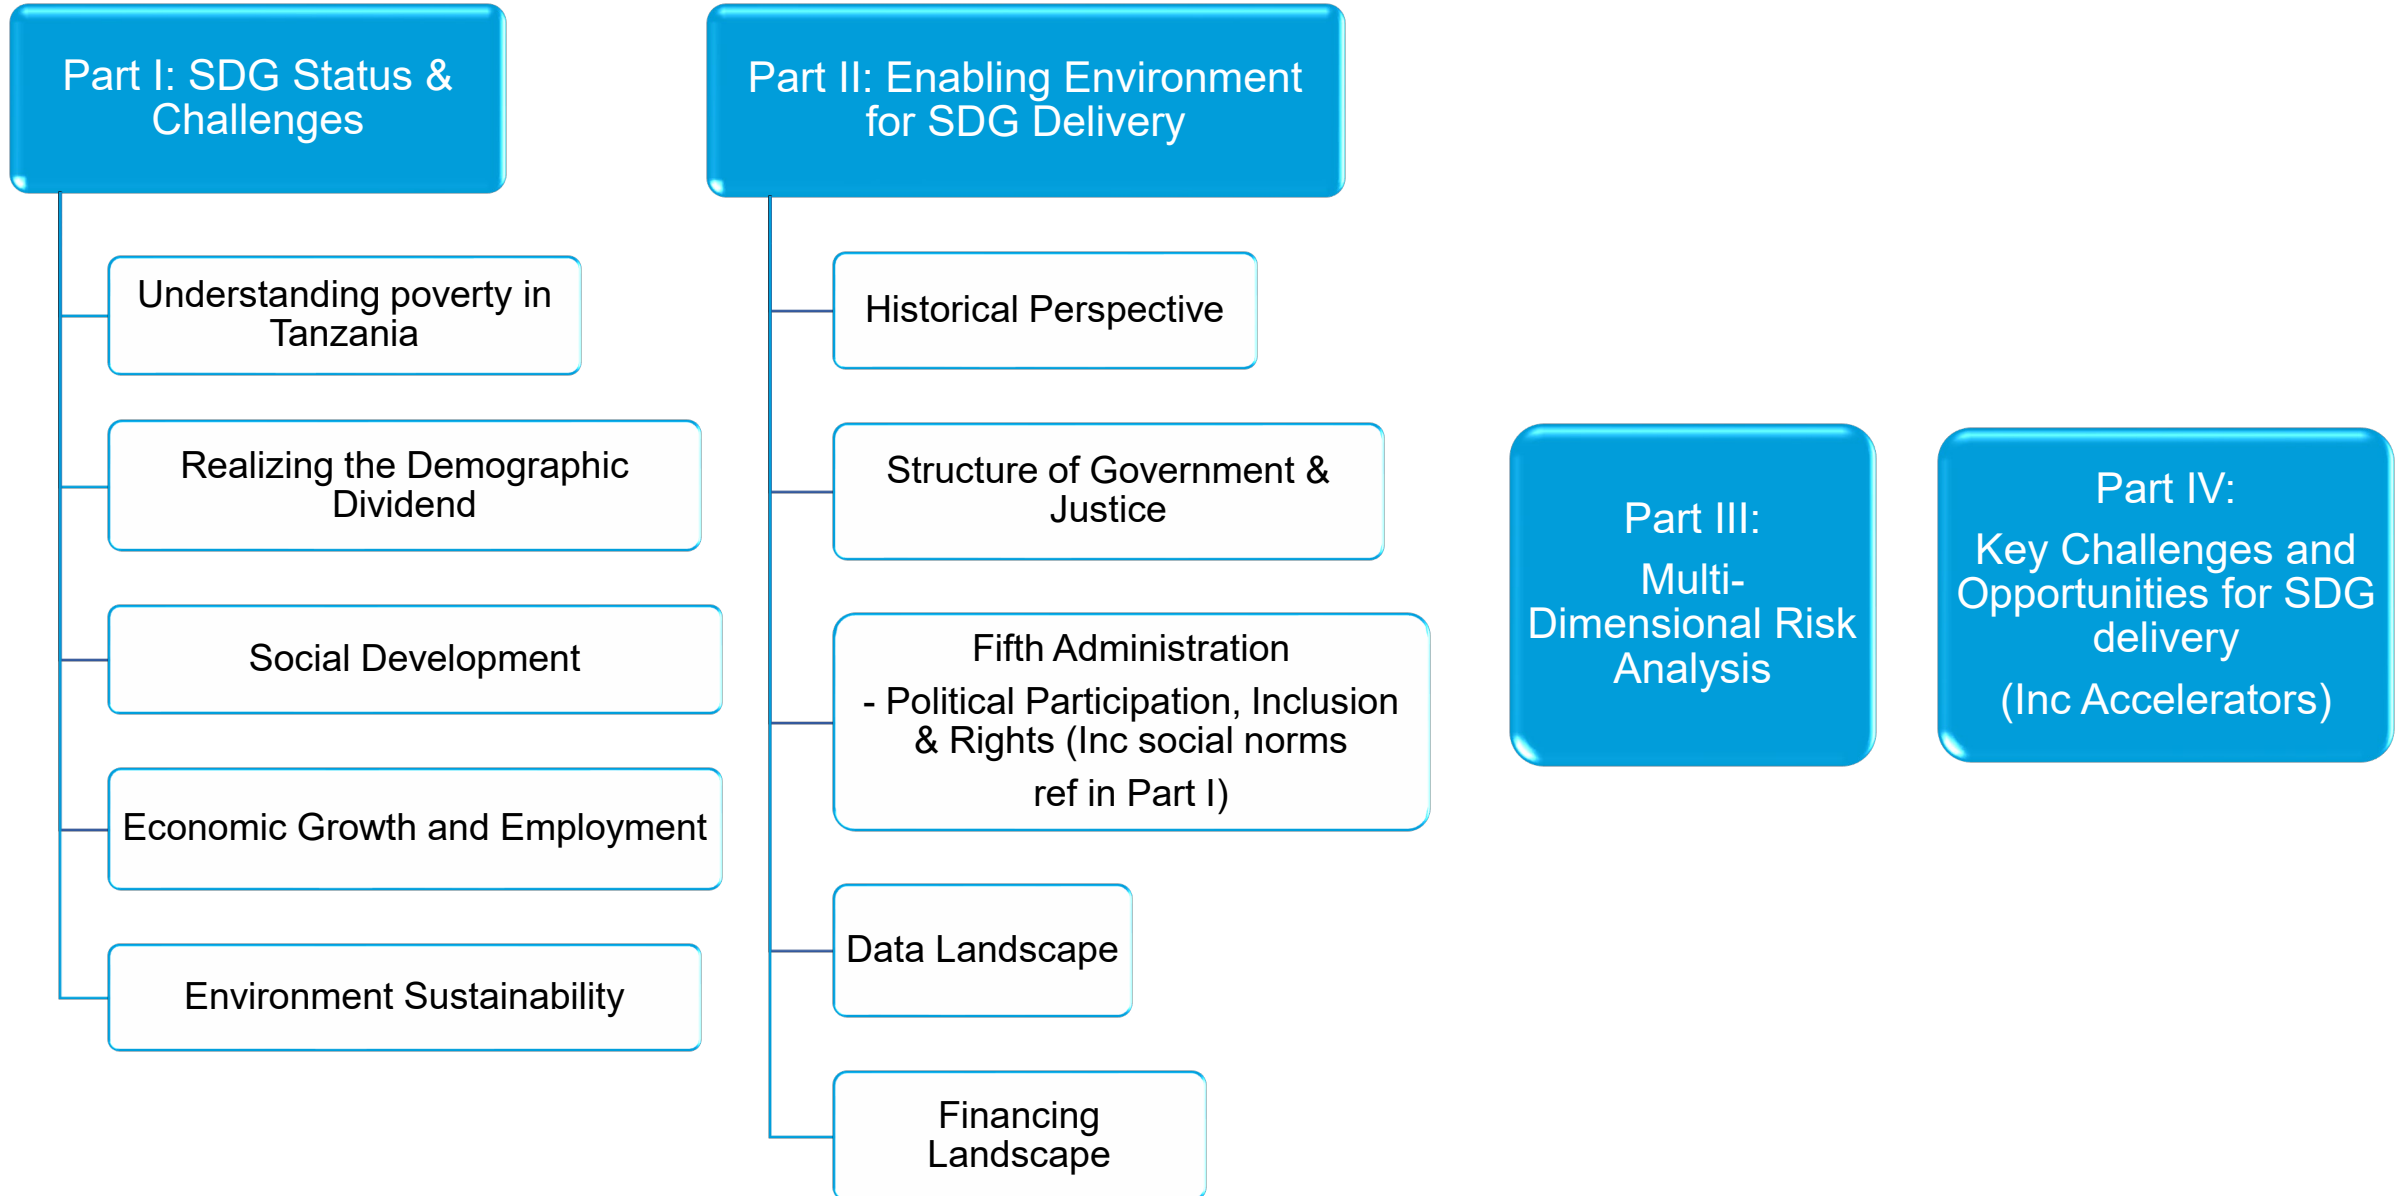 Part I: SDG Status &
Challenges
Understanding poverty in
Tanzania
Realizing the Demographic
Dividend
Social Development
Economic Growth and Employment
Environment Sustainability
Part II: Enabling Environment
for SDG Delivery
Historical Perspective
Structure of Government &
Justice
Fifth Administration
- Political Participation, Inclusion
& Rights (Inc social norms
ref in Part I)
Data Landscape
Financing
Landscape
Part III:
Multi-
Dimensional Risk
Analysis
Part IV:
Key Challenges and
Opportunities for SDG
delivery
(Inc Accelerators)